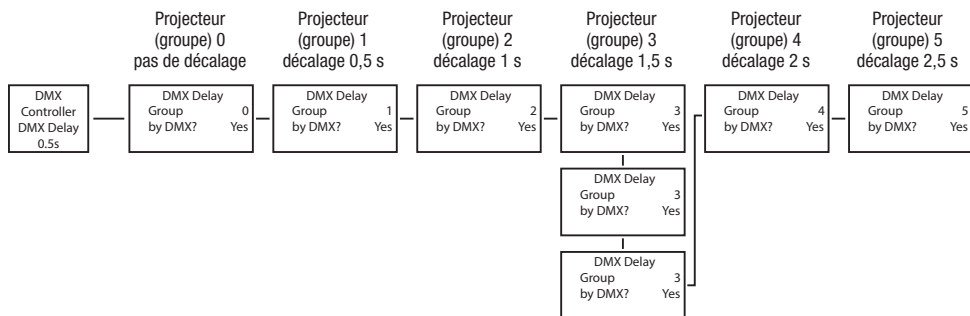 Projecteur
(groupe) 0
pas de décalage
Projecteur
(groupe) 1
décalage 0,5 s
Projecteur
(groupe) 2
décalage 1 s
Projecteur
(groupe) 3
décalage 1,5 s
Projecteur
(groupe) 4
décalage 2 s
Projecteur
(groupe) 5
décalage 2,5 s
DMX
Controller
DMX Delay
0.5s
DMX Delay
Group 0
by DMX? Yes
DMX Delay
Group 1
by DMX? Yes
DMX Delay
Group 2
by DMX? Yes
DMX Delay
Group 3
by DMX? Yes
DMX Delay
Group 4
by DMX? Yes
DMX Delay
Group 5
by DMX? Yes
DMX Delay
Group 3
by DMX? Yes
DMX Delay
Group 3
by DMX? Yes